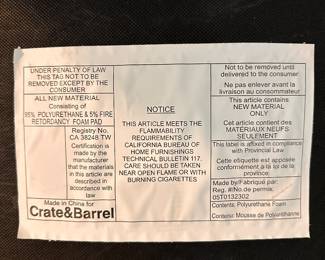 UNDER PENALTY OF LAW
THIS TAG NOT TO BE
REMOVED EXCEPT BY THE
CONSUMER
ALL NEW MATERIAL
Consisting of
95% POLYURETHANE & 5% FIRE
RETORDANCY FOAM PAD
Registry No.
CA 38248 TW
Certification is
made by the
manufacturer
that the materials
in this article are
described in
accordance with
law
Made in China for
Crate&Barrel
NOTICE
THIS ARTICLE MEETS THE
FLAMMABILITY
REQUIREMENTS OF
CALIFORNIA BUREAU OF
HOME FURNISHINGS
TECHNICAL BULLETIN 117.
CARE SHOULD BE TAKEN
NEAR OPEN FLAME OR WITH
BURNING CIGARETTES
Not to be removed until
delivered to the consumer
Ne pas enlever avant la
livraison au consommateur
This article contains
NEW MATERIAL
ONLY
Cet article contient des
MATÉRIAUX NEUFS
SEULEMENT
This label is affixed in compliance
with Provincial Law
Cette étiquette est apposée
conformément à la loi de la
province
Made by/Fabriqué par:
Reg. #/No.de permis:
05T0132302
Contents: Polyurethane Foam
Contenu: Mousse de Polyuréthanne